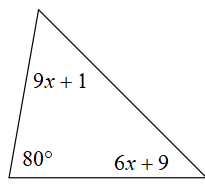 9x + 1
80°
6x + 9